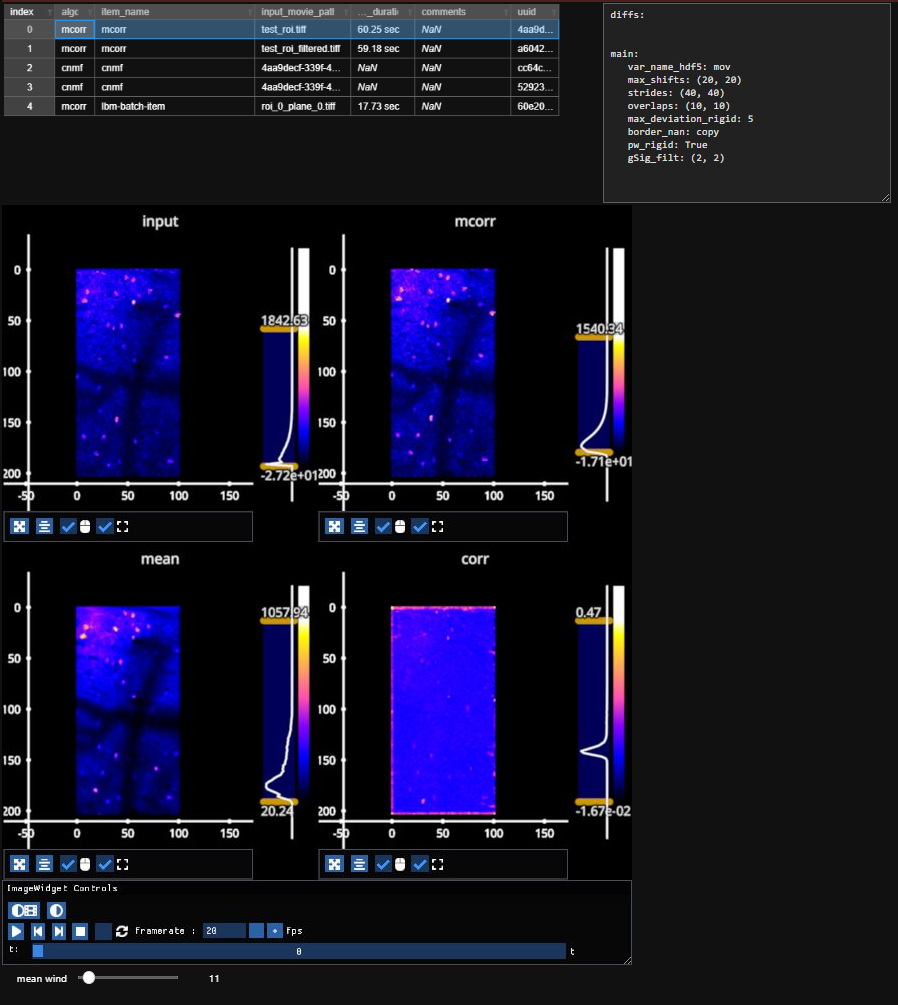 index algc item_name input_movie_patl ..._durati comments uuid
0 mcorr mcorr test_roi.tiff 60.25 sec NaN 4aa9d...
1 mcorr mcorr test_roi_filtered.tiff 59.18 sec NaN a6042...
2 cnmf cnmf 4aa9decf-339f-4... NaN NaN cc64c...
3 cnmf cnmf 4aa9decf-339f-4... NaN NaN 52923...
4 mcorr lbm-batch-item roi_0_plane_0.tiff 17.73 sec NaN 60e20...
diffs:
main:
var_name_hdf5: mov
max_shifts: (20, 20)
strides: (40, 40)
overlaps: (10, 10)
max_deviation_rigid: 5
border_nan: copy
pw_rigid: True
gSig_filt: (2, 2)
input
0
50
100
150
200
-50 0 50 100 150
1842.63
-2.72e+01
mcorr
0
50
100
150
200
-50 0 50 100 150
1540.34
-1.71e+01
mean
0
50
100
150
200
-50 0 50 100 150
1057.94
20.24
corr
0
50
100
150
200
-50 0 50 100 150
0.47
-1.67e-02
ImageWidget Controls
Framerate : 20 + fps
t: 0 t
mean wind 11